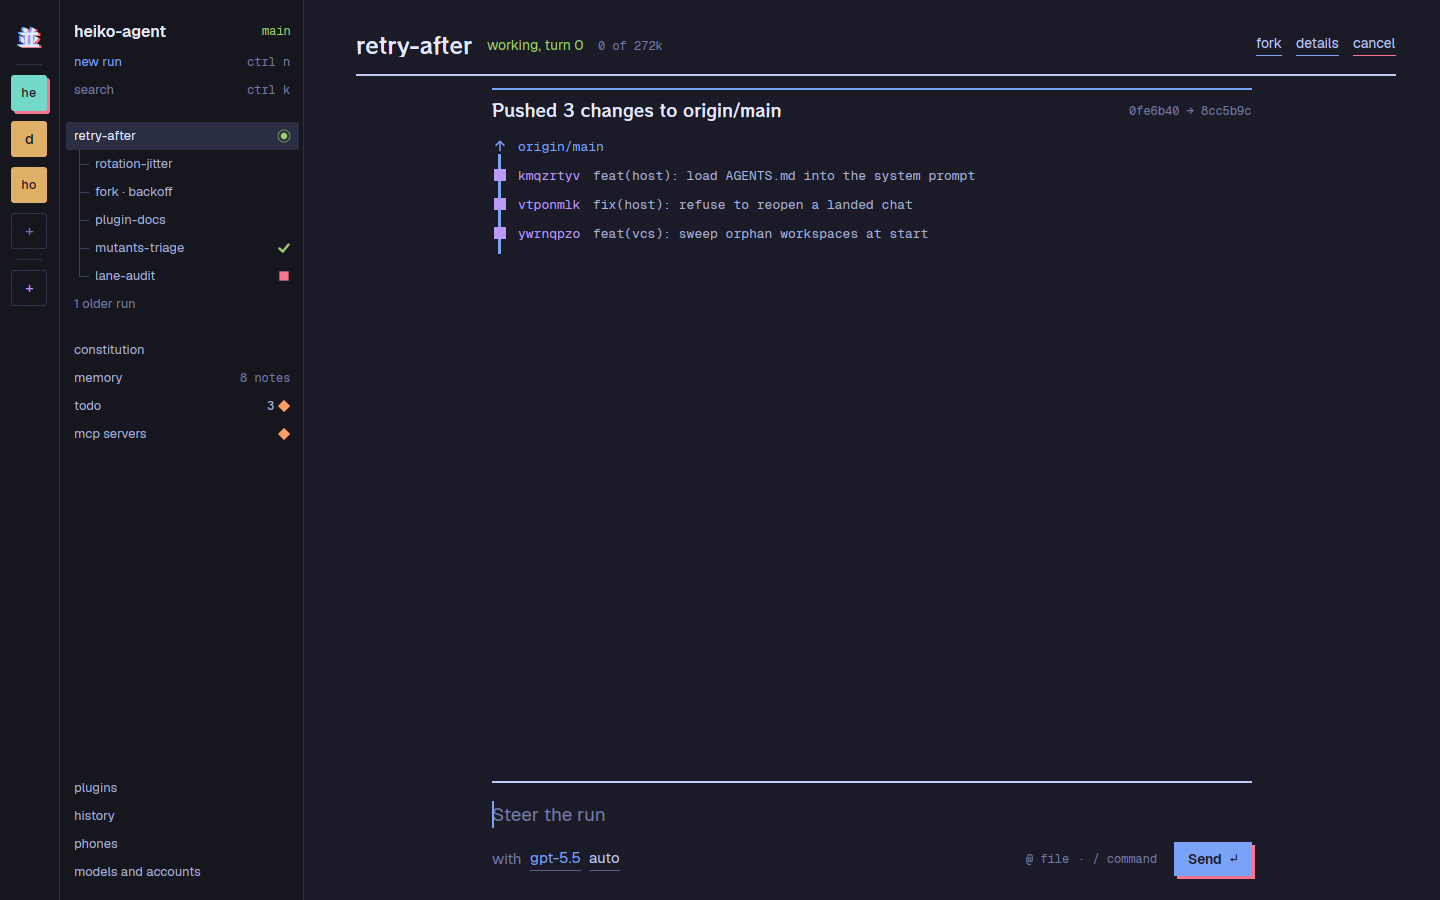 heiko-agent main
new run ctrl n
search ctrl k
he
d
ho
+
+
retry-after
rotation-jitter
fork · backoff
plugin-docs
mutants-triage
lane-audit
1 older run
constitution
memory 8 notes
todo 3
mcp servers
plugins
history
phones
models and accounts
retry-after working, turn 0 0 of 272k fork details cancel
Pushed 3 changes to origin/main 0fe6b40 → 8cc5b9c
↑ origin/main
kmqzrtyv feat(host): load AGENTS.md into the system prompt
vtponmlk fix(host): refuse to reopen a landed chat
ywrnqpzo feat(vcs): sweep orphan workspaces at start
Steer the run
with gpt-5.5 auto @ file · / command Send ↵